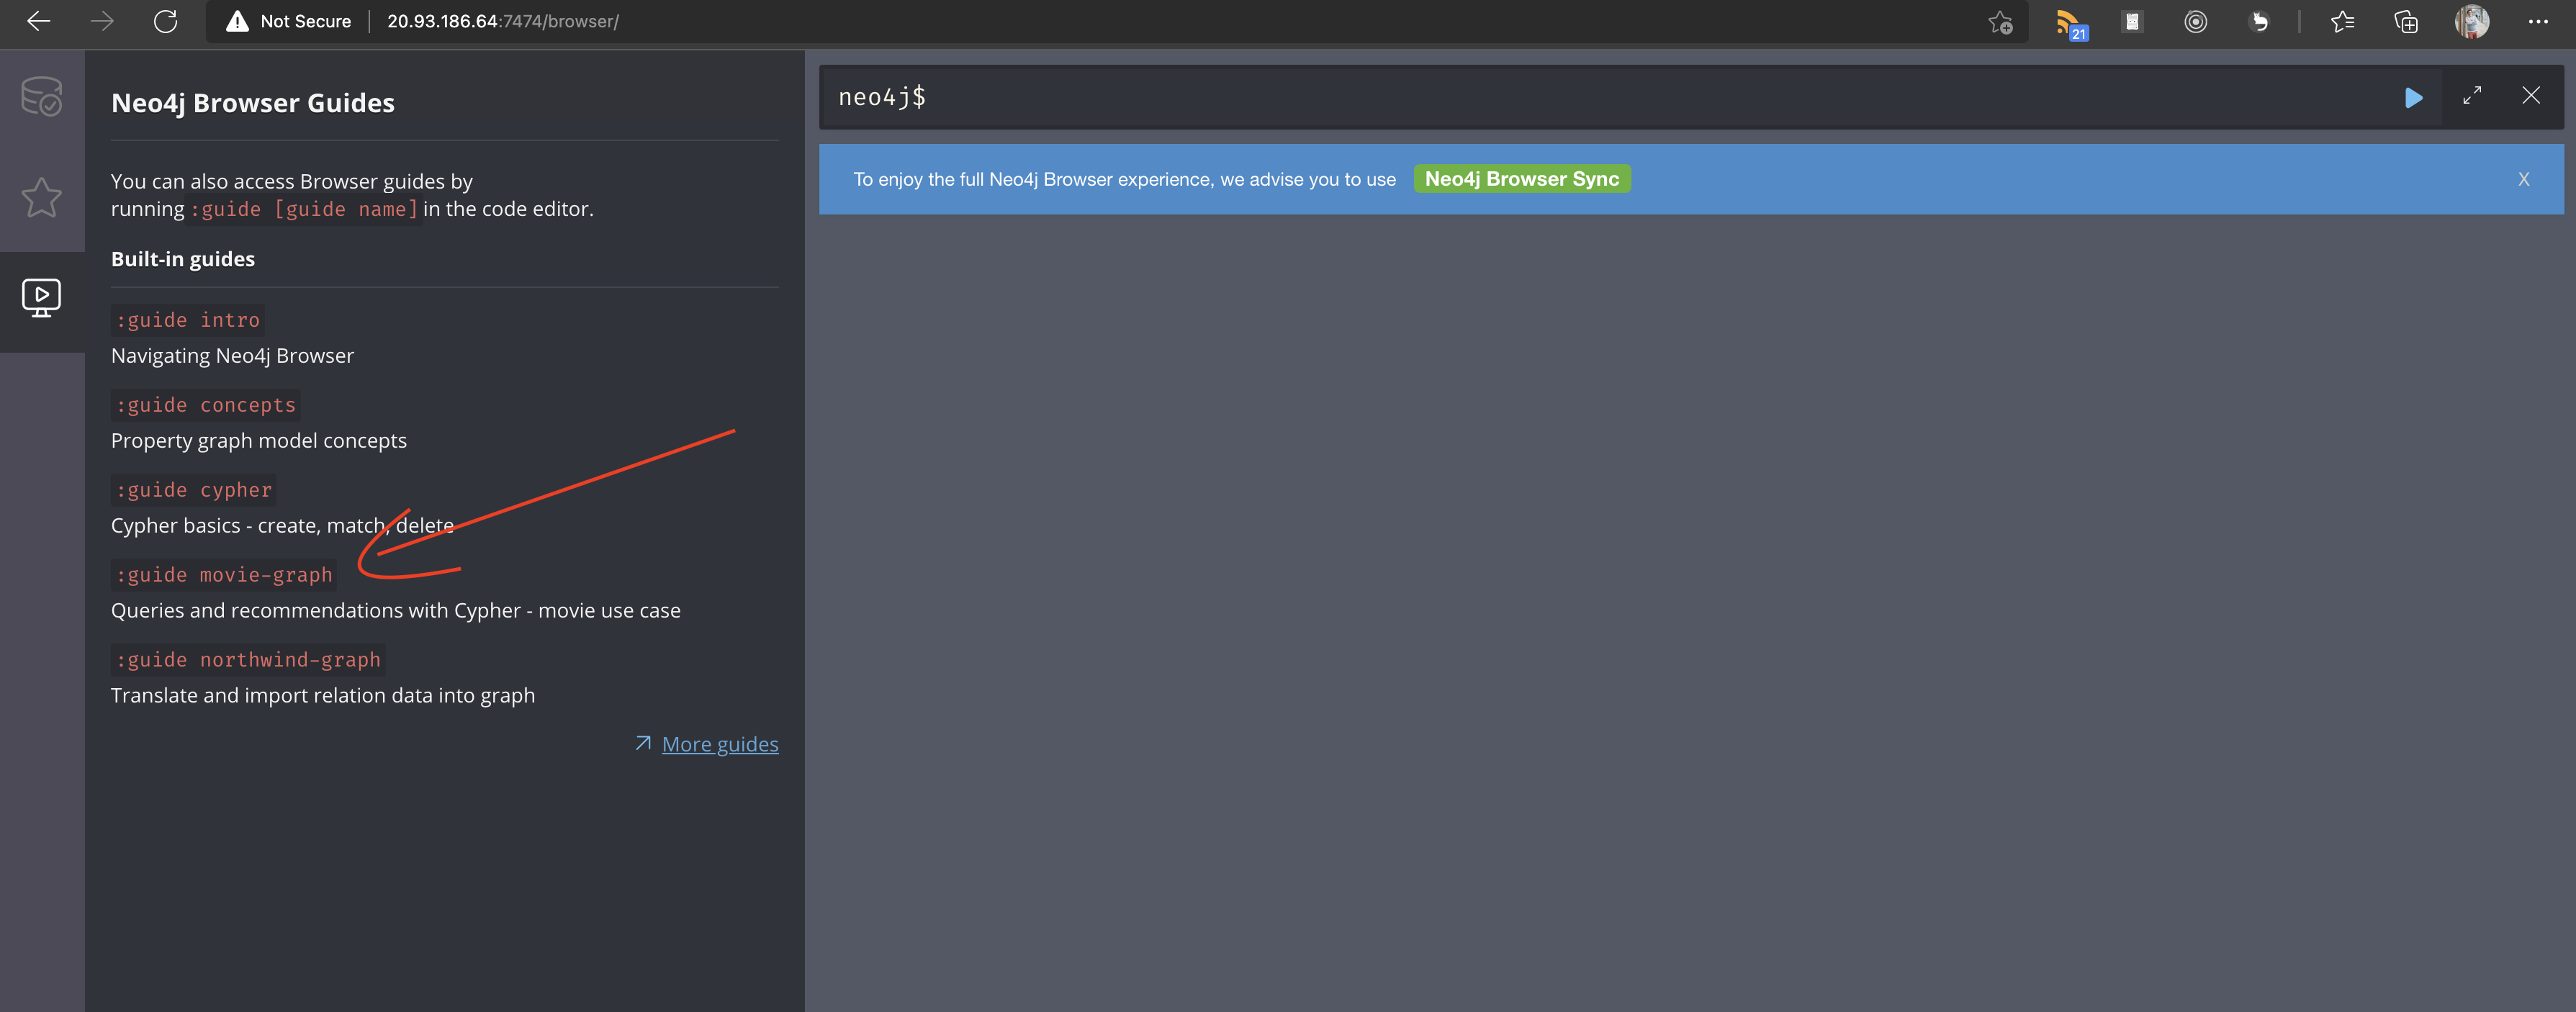 Not Secure | 20.93.186.64:7474/browser/
21
Neo4j Browser Guides
You can also access Browser guides by
running :guide [guide name] in the code editor.
Built-in guides
:guide intro
Navigating Neo4j Browser
:guide concepts
Property graph model concepts
:guide cypher
Cypher basics - create, match, delete
:guide movie-graph
Queries and recommendations with Cypher - movie use case
:guide northwind-graph
Translate and import relation data into graph
More guides
neo4j$
To enjoy the full Neo4j Browser experience, we advise you to use Neo4j Browser Sync X